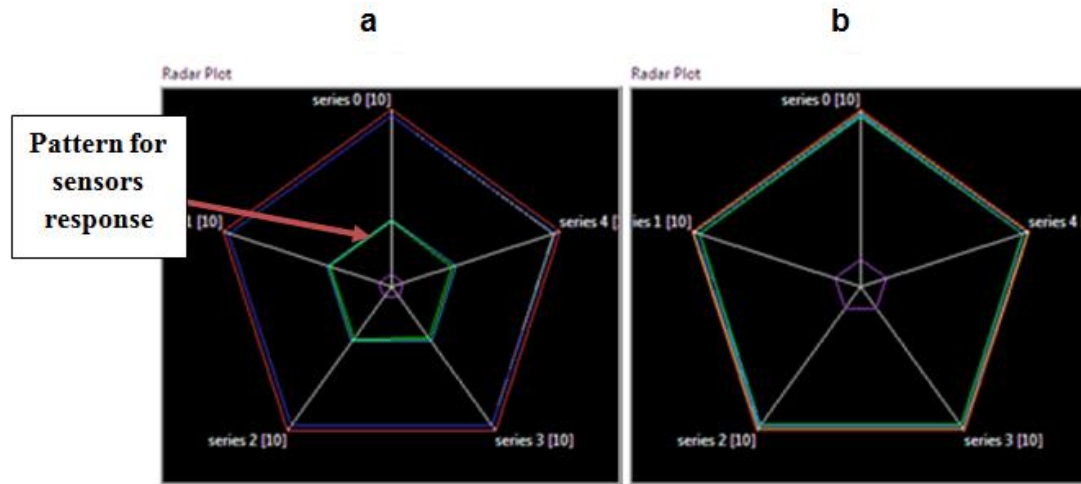 a
b
Radar Plot
Radar Plot
series 0 [10]
series 0 [10]
Pattern for
sensors
response
1 [10]
series 4 [
ies 1 [10]
series 4
series 2 [10]
series 3 [10]
series 2 [10]
series 3 [10]